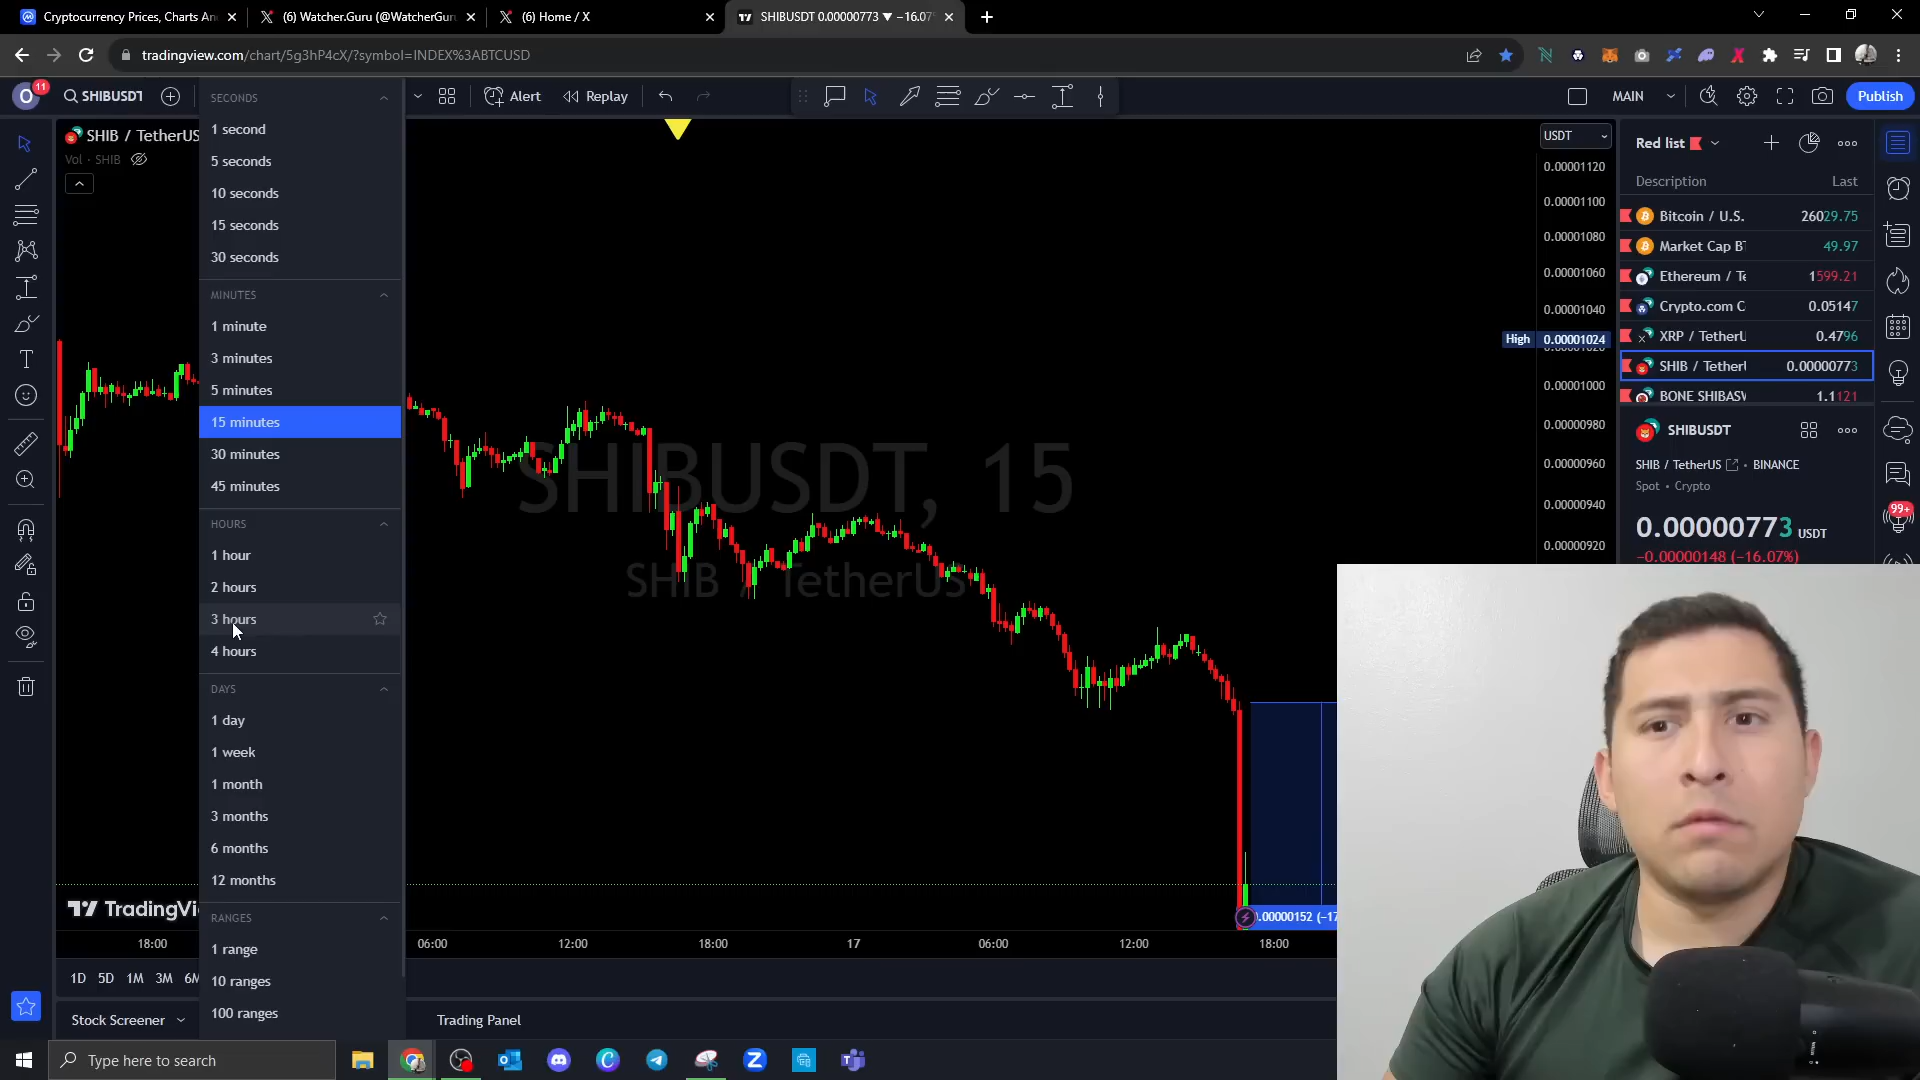 Cryptocurrency Prices, Charts An
(6) Watcher.Guru (@WatcherGuru
(6) Home / X
SHIBUSDT 0.00000773 ▼ −16.07%
tradingview.com/chart/5g3hP4cX/?symbol=INDEX%3ABTCUSD
O
11
SHIBUSDT
Alert
Replay
MAIN
Publish
SHIB / TetherUS
Vol · SHIB
SECONDS
1 second
5 seconds
10 seconds
15 seconds
30 seconds
MINUTES
1 minute
3 minutes
5 minutes
15 minutes
30 minutes
45 minutes
HOURS
1 hour
2 hours
3 hours
4 hours
DAYS
1 day
1 week
1 month
3 months
6 months
12 months
RANGES
1 range
10 ranges
100 ranges
SHIBUSDT, 15
SHIB / TetherUS
USDT
0.00001120
0.00001100
0.00001080
0.00001060
0.00001040
High 0.00001024
0.00001000
0.00000980
0.00000960
0.00000940
0.00000920
0.00000152 (−17
Red list
Description Last
Bitcoin / U.S. 26029.75
Market Cap BT 49.97
Ethereum / Te 1599.21
Crypto.com C 0.05147
XRP / TetherU 0.4796
SHIB / TetherU 0.00000773
BONE SHIBASW 1.1121
SHIBUSDT
SHIB / TetherUS · BINANCE
Spot · Crypto
0.00000773 USDT
−0.00000148 (−16.07%)
99+
TradingVi
18:00 06:00 12:00 18:00 17 06:00 12:00 18:00
1D 5D 1M 3M 6M
Stock Screener
Trading Panel
Type here to search